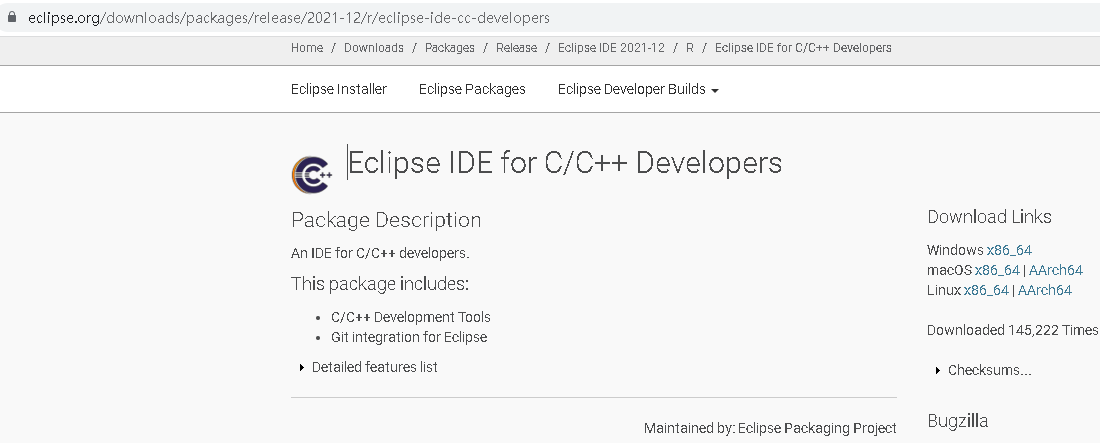 eclipse.org/downloads/packages/release/2021-12/r/eclipse-ide-cc-developers
Home / Downloads / Packages / Release / Eclipse IDE 2021-12 / R / Eclipse IDE for C/C++ Developers
Eclipse Installer Eclipse Packages Eclipse Developer Builds
C++
Eclipse IDE for C/C++ Developers
Package Description
An IDE for C/C++ developers.
This package includes:
• C/C++ Development Tools
• Git integration for Eclipse
Detailed features list
Maintained by: Eclipse Packaging Project
Download Links
Windows x86_64
macOS x86_64 | AArch64
Linux x86_64 | AArch64
Downloaded 145,222 Times
Checksums...
Bugzilla